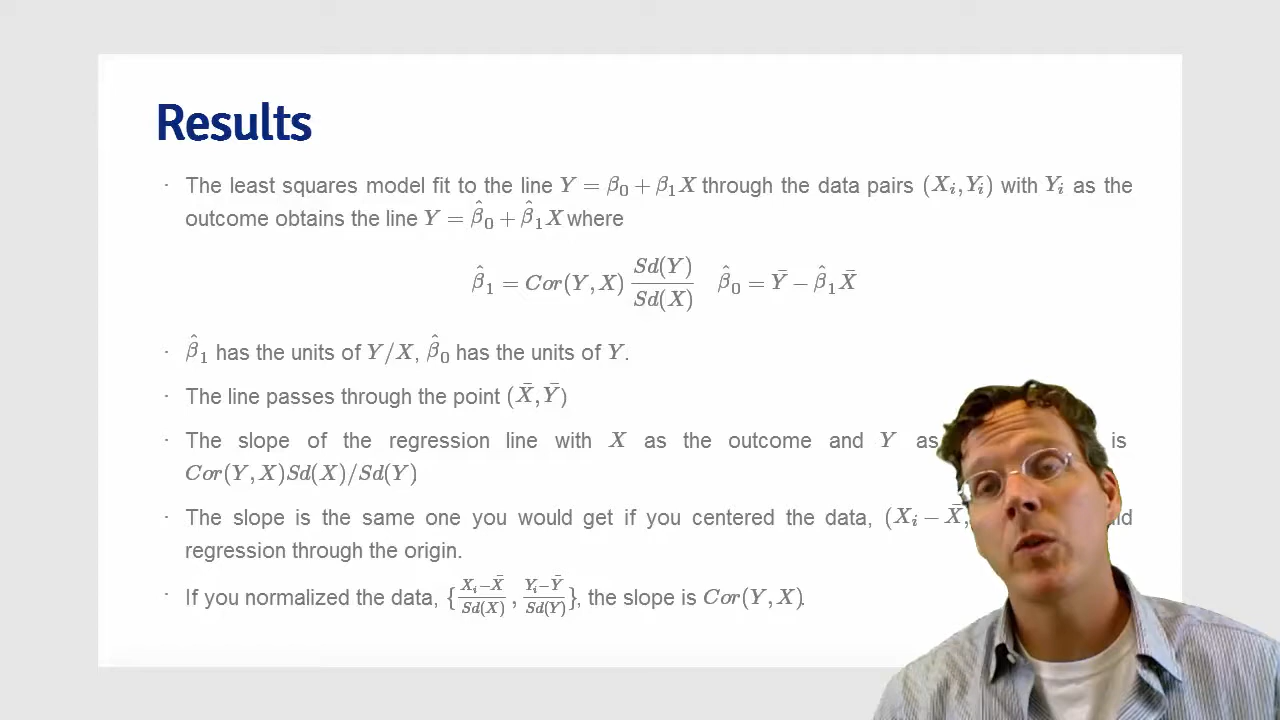 Results
· The least squares model fit to the line Y = β₀ + β₁X through the data pairs (Xᵢ, Yᵢ) with Yᵢ as the
outcome obtains the line Y = β̂₀ + β̂₁X where
β̂₁ = Cor(Y, X) Sd(Y)/Sd(X) β̂₀ = Ȳ − β̂₁X̄
· β̂₁ has the units of Y/X, β̂₀ has the units of Y.
· The line passes through the point (X̄, Ȳ)
· The slope of the regression line with X as the outcome and Y as is
Cor(Y, X)Sd(X)/Sd(Y)
· The slope is the same one you would get if you centered the data, (Xᵢ − X̄,
regression through the origin.
· If you normalized the data, {(Xᵢ−X̄)/Sd(X), (Yᵢ−Ȳ)/Sd(Y)}, the slope is Cor(Y, X).